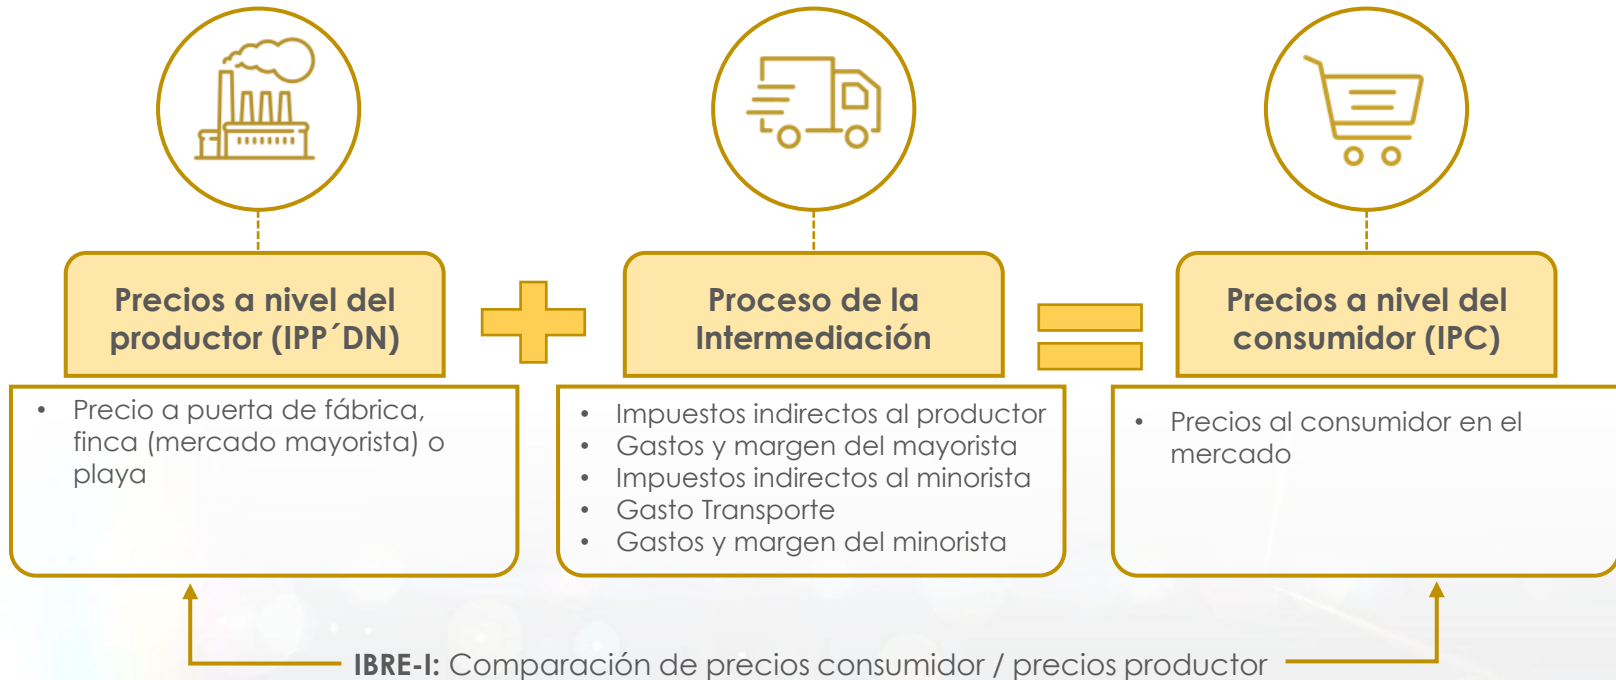 Precios a nivel del
productor (IPP´DN)
• Precio a puerta de fábrica,
finca (mercado mayorista) o
playa
Proceso de la
Intermediación
• Impuestos indirectos al productor
• Gastos y margen del mayorista
• Impuestos indirectos al minorista
• Gasto Transporte
• Gastos y margen del minorista
Precios a nivel del
consumidor (IPC)
• Precios al consumidor en el
mercado
IBRE-I: Comparación de precios consumidor / precios productor